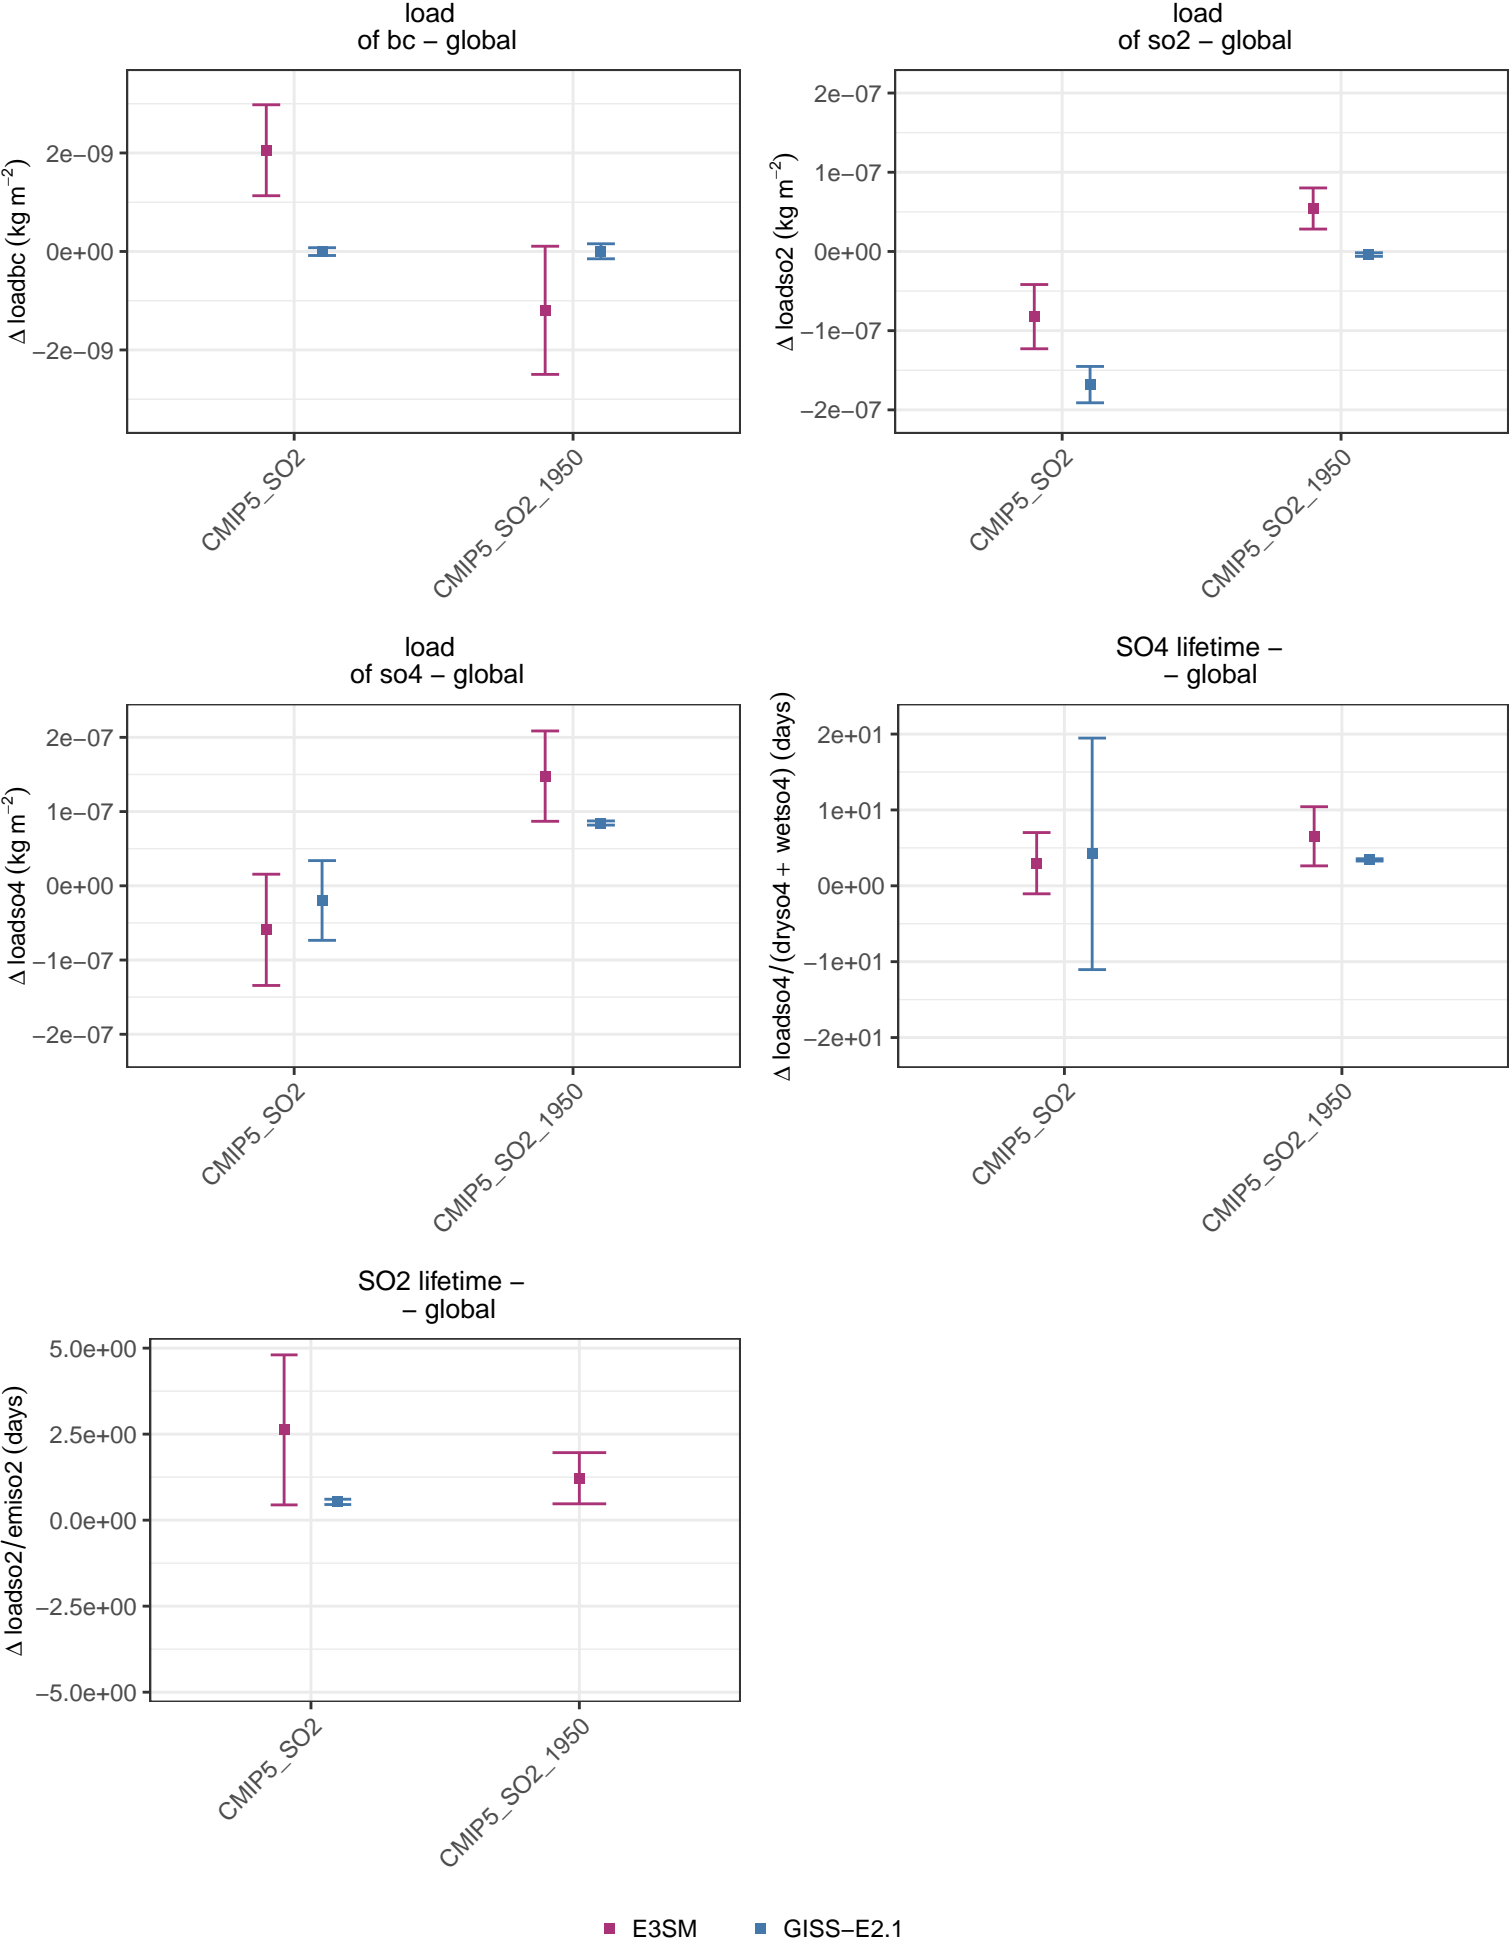 load
of bc − global
Δ loadbc (kg m⁻²)
2e−09
0e+00
−2e−09
CMIP5_SO2
CMIP5_SO2_1950
load
of so2 − global
Δ loadso2 (kg m⁻²)
2e−07
1e−07
0e+00
−1e−07
−2e−07
CMIP5_SO2
CMIP5_SO2_1950
load
of so4 − global
Δ loadso4 (kg m⁻²)
2e−07
1e−07
0e+00
−1e−07
−2e−07
CMIP5_SO2
CMIP5_SO2_1950
SO4 lifetime −
− global
Δ loadso4/(dryso4 + wetso4) (days)
2e+01
1e+01
0e+00
−1e+01
−2e+01
CMIP5_SO2
CMIP5_SO2_1950
SO2 lifetime −
− global
Δ loadso2/emiso2 (days)
5.0e+00
2.5e+00
0.0e+00
−2.5e+00
−5.0e+00
CMIP5_SO2
CMIP5_SO2_1950
E3SM
GISS−E2.1